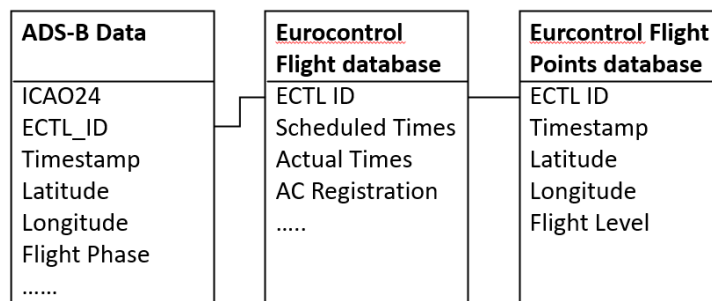 ADS-B Data
ICAO24
ECTL_ID
Timestamp
Latitude
Longitude
Flight Phase
......
Eurocontrol
Flight database
ECTL ID
Scheduled Times
Actual Times
AC Registration
.....
Eurcontrol Flight
Points database
ECTL ID
Timestamp
Latitude
Longitude
Flight Level